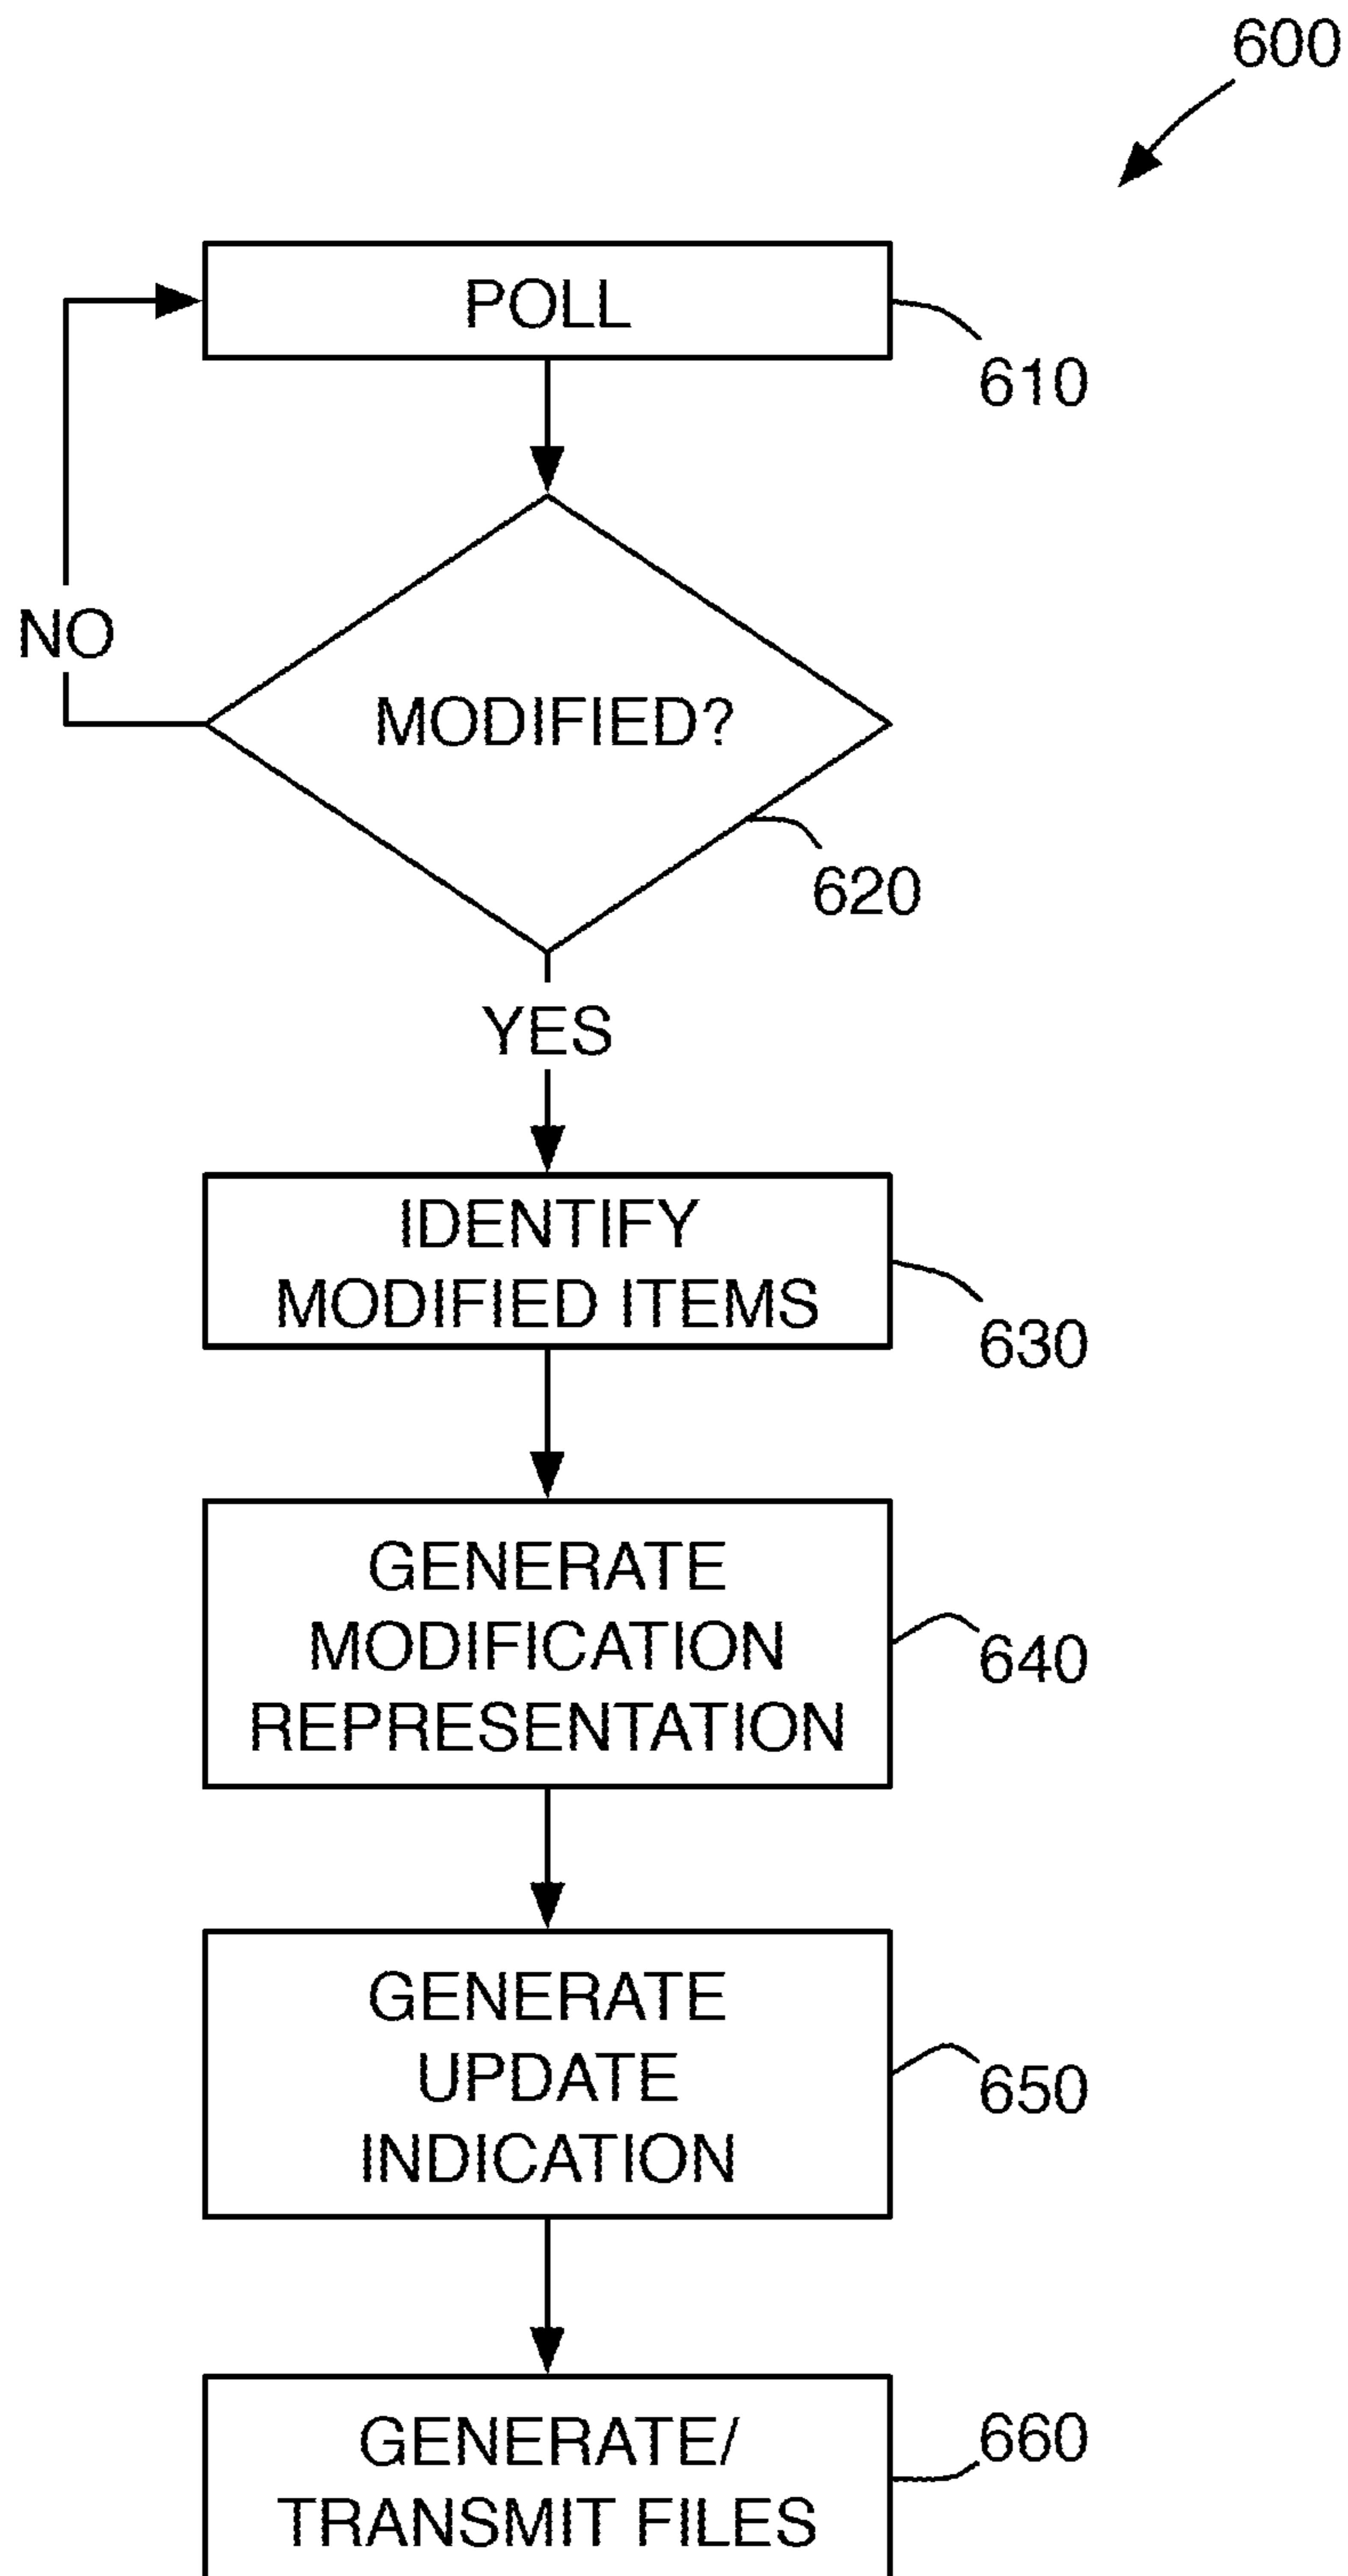 600
POLL
610
NO
MODIFIED?
620
YES
IDENTIFY
MODIFIED ITEMS
630
GENERATE
MODIFICATION
REPRESENTATION
640
GENERATE
UPDATE
INDICATION
650
GENERATE/
TRANSMIT FILES
660